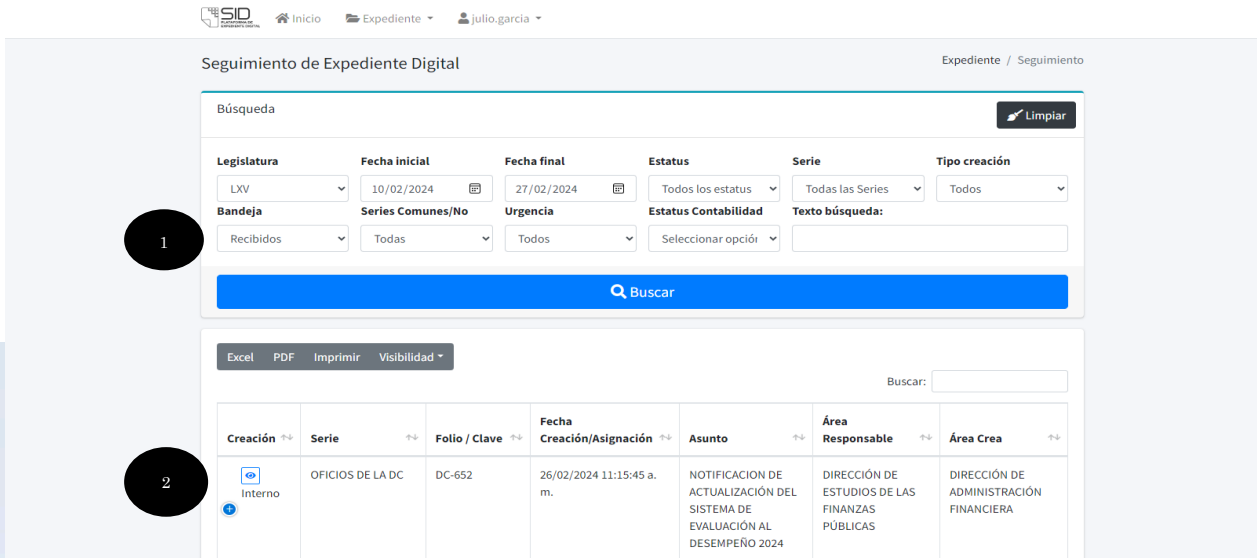 SID Inicio Expediente julio.garcia
PLATAFORMA DE
EXPEDIENTE DIGITAL
Seguimiento de Expediente Digital Expediente / Seguimiento
Búsqueda Limpiar
Legislatura Fecha inicial Fecha final Estatus Serie Tipo creación
LXV 10/02/2024 27/02/2024 Todos los estatus Todas las Series Todos
Bandeja Series Comunes/No Urgencia Estatus Contabilidad Texto búsqueda:
1 Recibidos Todas Todos Seleccionar opción
Buscar
Excel PDF Imprimir Visibilidad
Buscar:
Creación Serie Folio / Clave Fecha Creación/Asignación Asunto Área Responsable Área Crea
2 Interno OFICIOS DE LA DC DC-652 26/02/2024 11:15:45 a. m. NOTIFICACION DE ACTUALIZACIÓN DEL SISTEMA DE EVALUACIÓN AL DESEMPEÑO 2024 DIRECCIÓN DE ESTUDIOS DE LAS FINANZAS PÚBLICAS DIRECCIÓN DE ADMINISTRACIÓN FINANCIERA